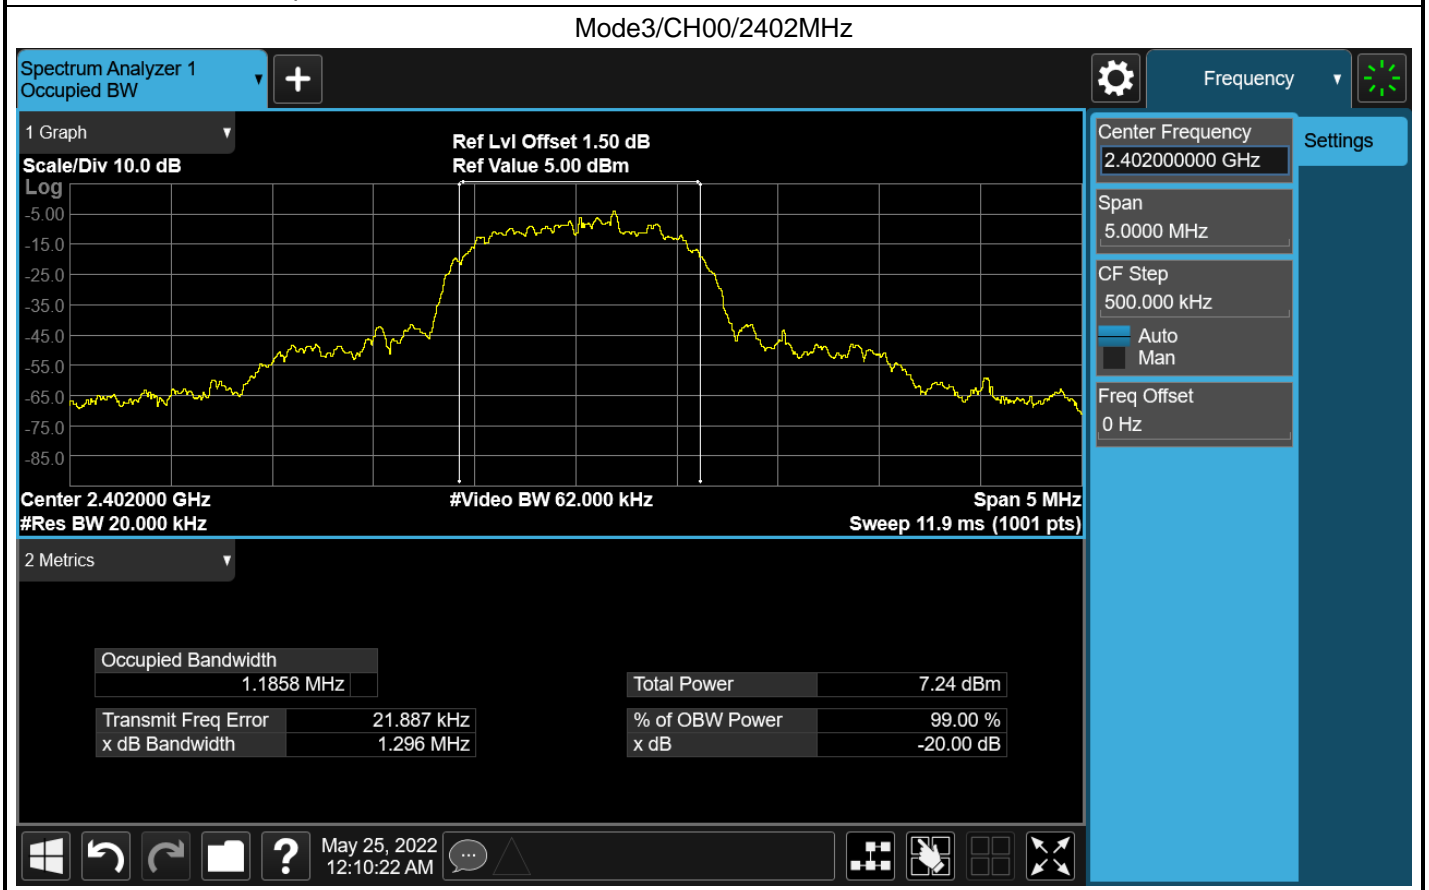 Mode3/CH00/2402MHz
Spectrum Analyzer 1
Occupied BW
Frequency
1 Graph
Ref Lvl Offset 1.50 dB
Scale/Div 10.0 dB
Ref Value 5.00 dBm
Log
-5.00
-15.0
-25.0
-35.0
-45.0
-55.0
-65.0
-75.0
-85.0
Center 2.402000 GHz
#Video BW 62.000 kHz
Span 5 MHz
#Res BW 20.000 kHz
Sweep 11.9 ms (1001 pts)
Center Frequency
2.402000000 GHz
Settings
Span
5.0000 MHz
CF Step
500.000 kHz
Auto
Man
Freq Offset
0 Hz
2 Metrics
Occupied Bandwidth
1.1858 MHz
Total Power 7.24 dBm
Transmit Freq Error 21.887 kHz
% of OBW Power 99.00 %
x dB Bandwidth 1.296 MHz
x dB -20.00 dB
May 25, 2022
12:10:22 AM